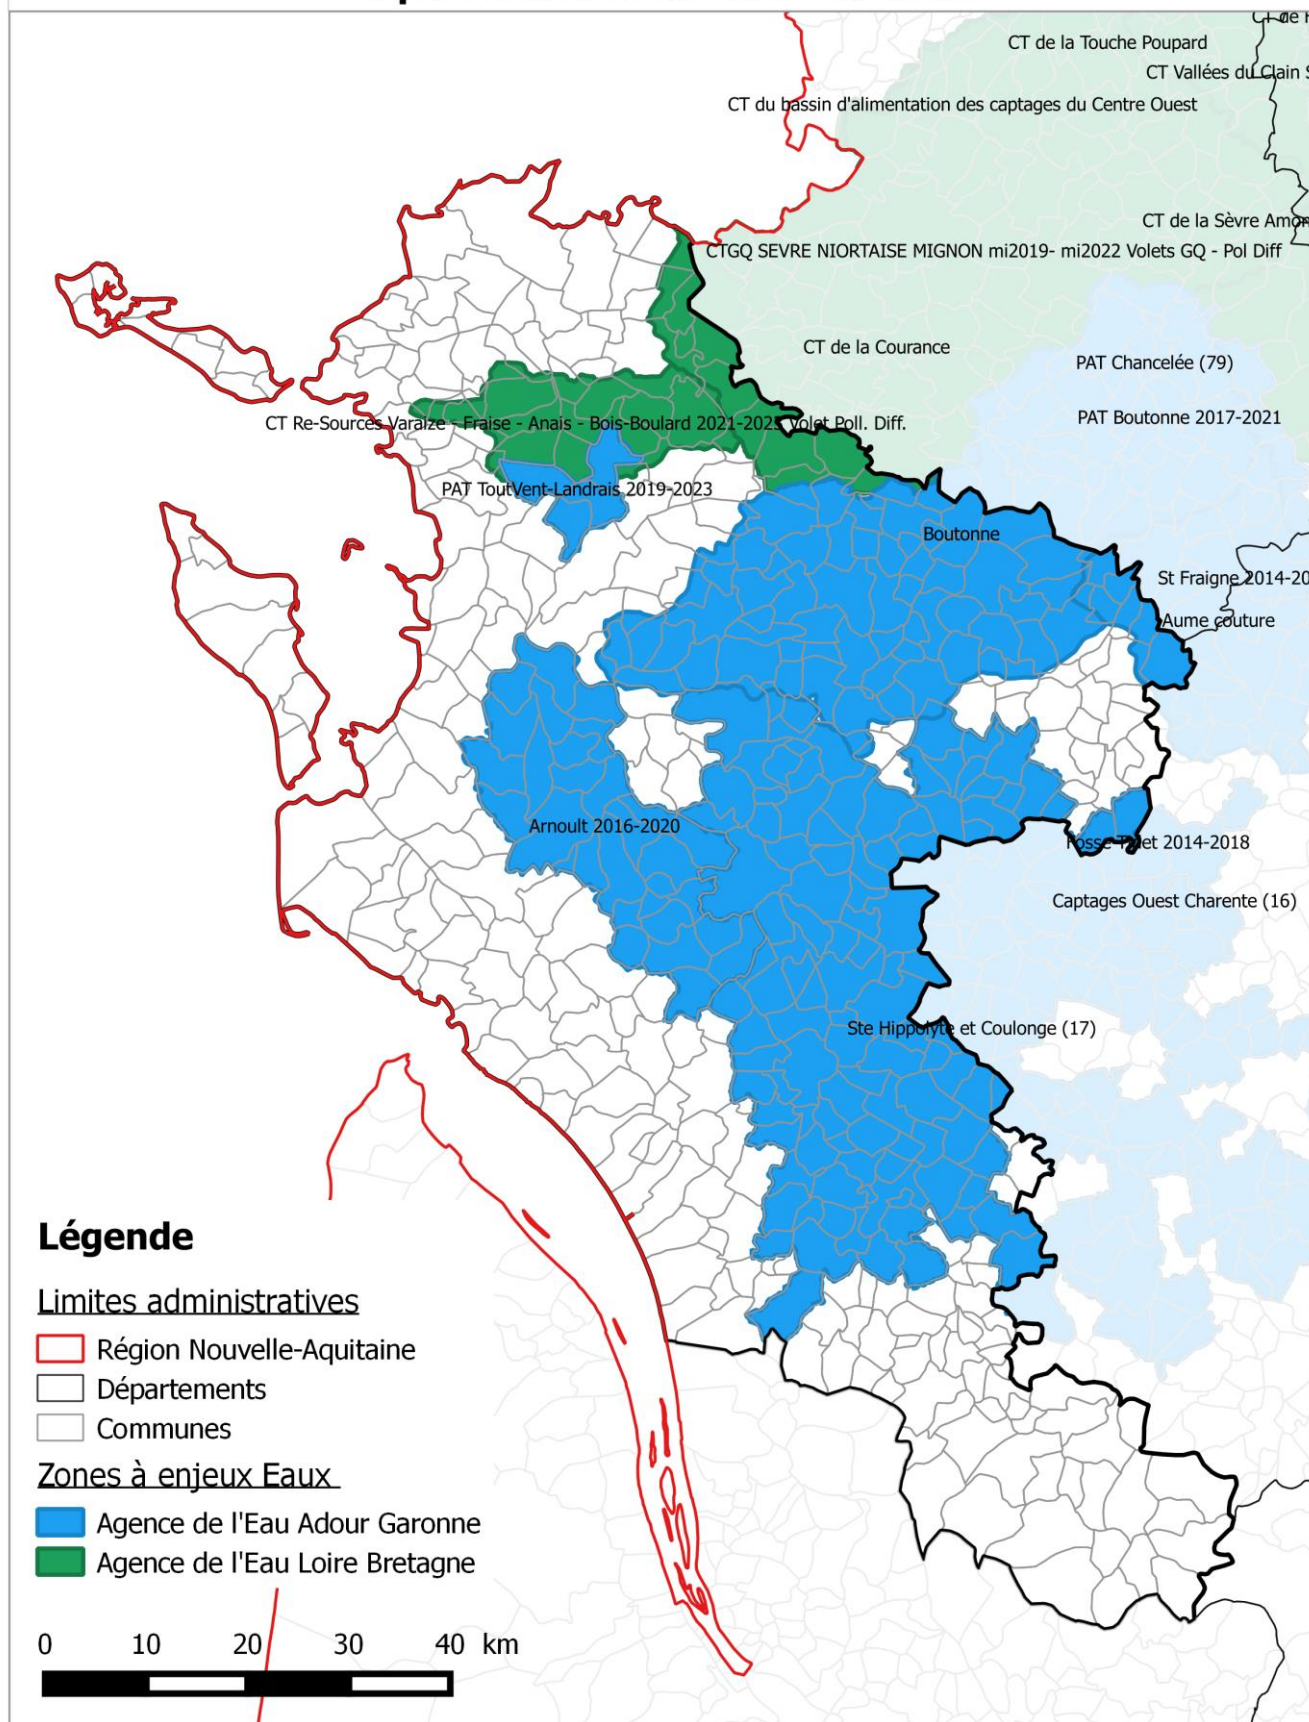 CT de la Touche Poupard
CT Vallées du Clain S
CT du bassin d'alimentation des captages du Centre Ouest
CT de la Sèvre Amon
CTGQ SEVRE NIORTAISE MIGNON mi2019- mi2022 Volets GQ - Pol Diff
CT de la Courance
PAT Chancelée (79)
PAT Boutonne 2017-2021
CT Re-Sources Varaize - Fraise - Anais - Bois-Boulard 2021-2025 Volet Poll. Diff.
PAT ToutVent-Landrais 2019-2023
Boutonne
St Fraigne 2014-20
Aume couture
Arnoult 2016-2020
2014-2018
Captages Ouest Charente (16)
Ste Hippolyte et Coulonge (17)
Légende
Limites administratives
Région Nouvelle-Aquitaine
Départements
Communes
Zones à enjeux Eaux
Agence de l'Eau Adour Garonne
Agence de l'Eau Loire Bretagne
0 10 20 30 40 km